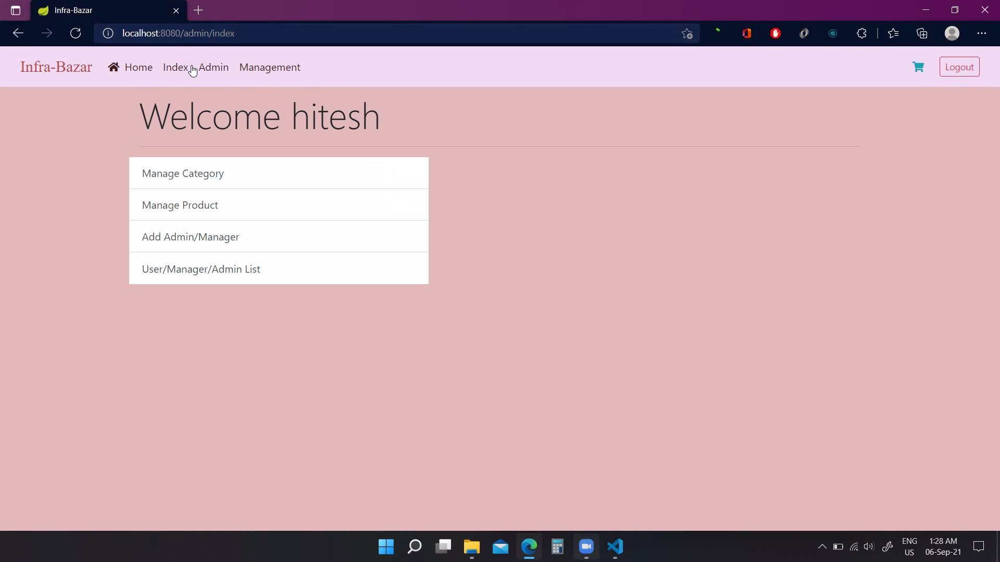 Infra-Bazar
localhost:8080/admin/index
Infra-Bazar Home Index Admin Management Logout
Welcome hitesh
Manage Category
Manage Product
Add Admin/Manager
User/Manager/Admin List
ENG 1:28 AM
US 06-Sep-21